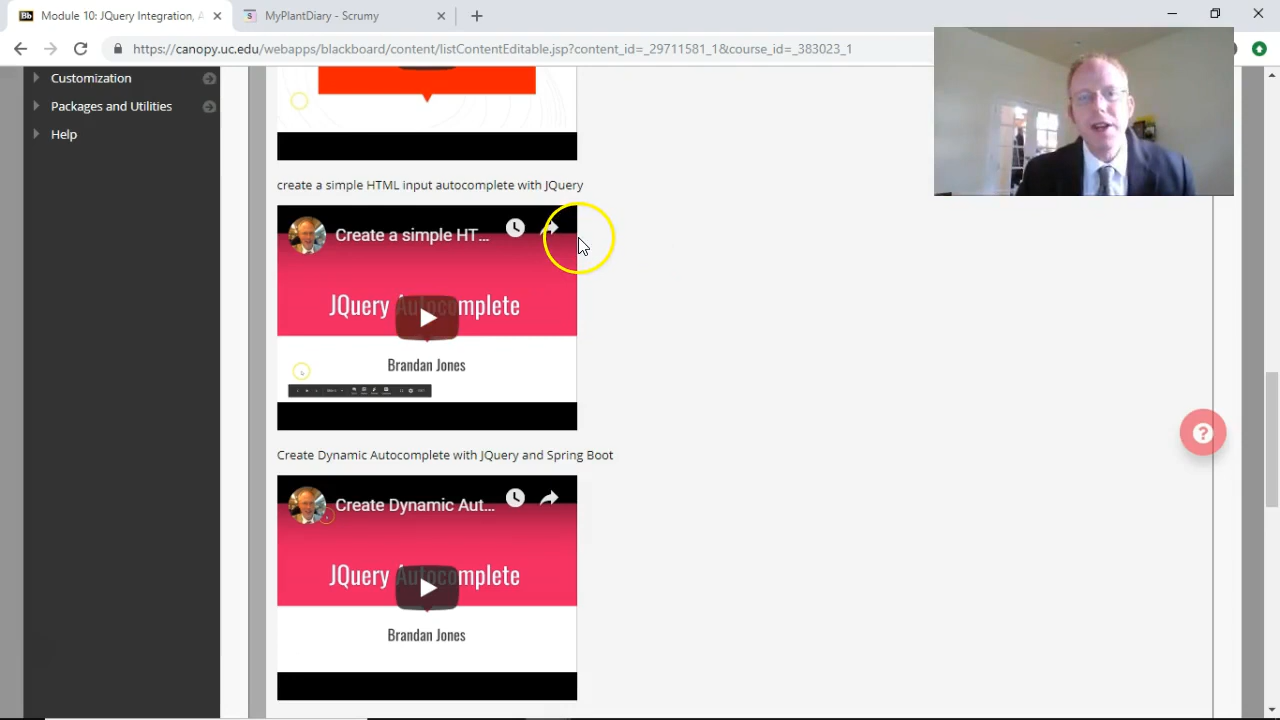 Bb Module 10: JQuery Integration, A
S MyPlantDiary - Scrumy
https://canopy.uc.edu/webapps/blackboard/content/listContentEditable.jsp?content_id=_29711581_1&course_id=_383023_1
Customization
Packages and Utilities
Help
create a simple HTML input autocomplete with JQuery
Create a simple HT...
JQuery Autocomplete
Brandan Jones
Create Dynamic Autocomplete with JQuery and Spring Boot
Create Dynamic Aut...
JQuery Autocomplete
Brandan Jones
?